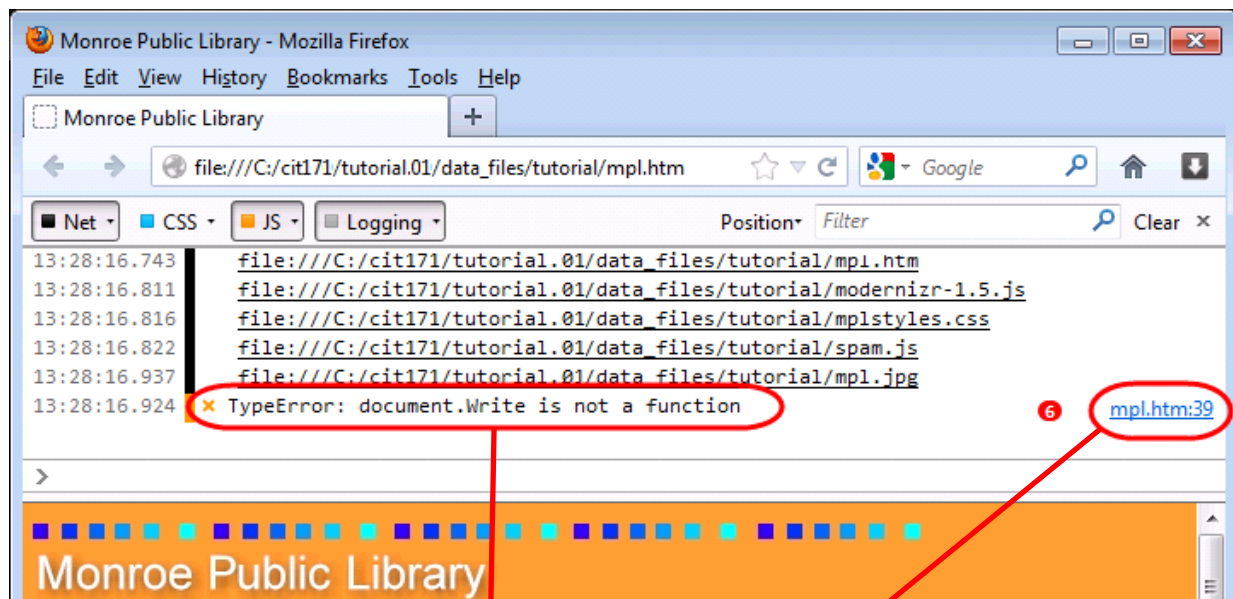 Monroe Public Library - Mozilla Firefox
File Edit View History Bookmarks Tools Help
Monroe Public Library +
file:///C:/cit171/tutorial.01/data_files/tutorial/mpl.htm Google
Net CSS JS Logging Position Filter Clear ×
13:28:16.743 file:///C:/cit171/tutorial.01/data_files/tutorial/mpl.htm
13:28:16.811 file:///C:/cit171/tutorial.01/data_files/tutorial/modernizr-1.5.js
13:28:16.816 file:///C:/cit171/tutorial.01/data_files/tutorial/mplstyles.css
13:28:16.822 file:///C:/cit171/tutorial.01/data_files/tutorial/spam.js
13:28:16.937 file:///C:/cit171/tutorial.01/data_files/tutorial/mpl.jpg
13:28:16.924 × TypeError: document.Write is not a function 6 mpl.htm:39
>
Monroe Public Library